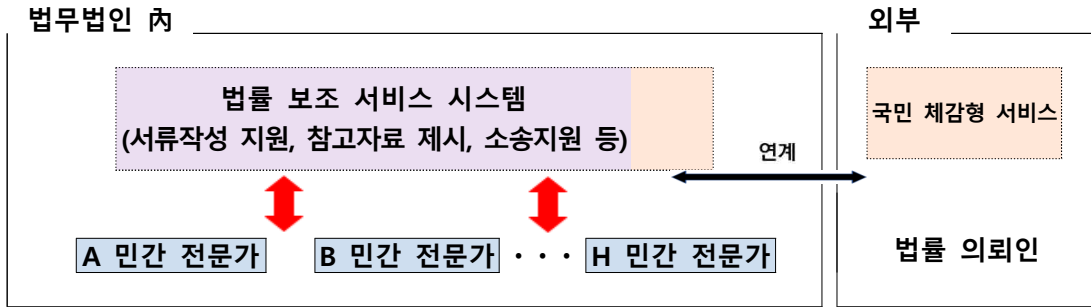 법무법인 內
외부
법률 보조 서비스 시스템
(서류작성 지원, 참고자료 제시, 소송지원 등)
국민 체감형 서비스
연계
A 민간 전문가 B 민간 전문가 · · · H 민간 전문가
법률 의뢰인